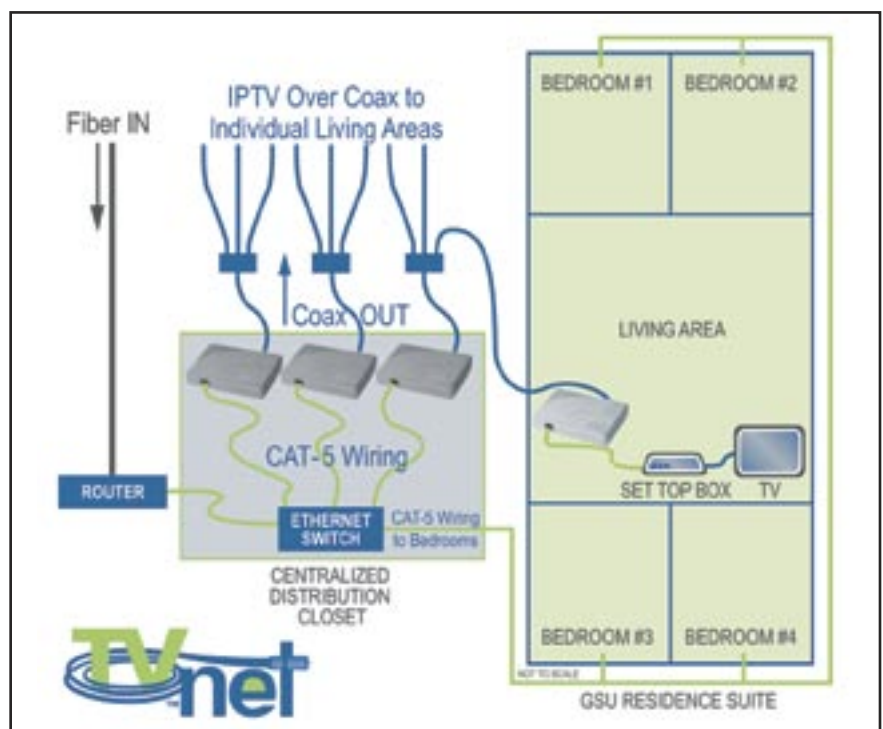 Fiber IN
IPTV Over Coax to
Individual Living Areas
Coax OUT
CAT-5 Wiring
ROUTER
ETHERNET
SWITCH
CAT-5 Wiring
to Bedrooms
CENTRALIZED
DISTRIBUTION
CLOSET
BEDROOM #1
BEDROOM #2
LIVING AREA
SET TOP BOX
TV
BEDROOM #3
BEDROOM #4
NOT TO SCALE
GSU RESIDENCE SUITE
TV
net